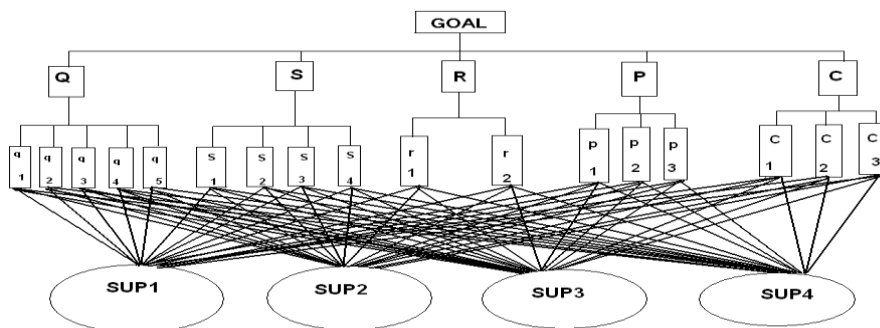 GOAL
Q S R P C
q q q q q S S S S r r p p p C C C
1 2 3 4 5 1 2 3 4 1 2 1 2 3 1 2 3
SUP1 SUP2 SUP3 SUP4